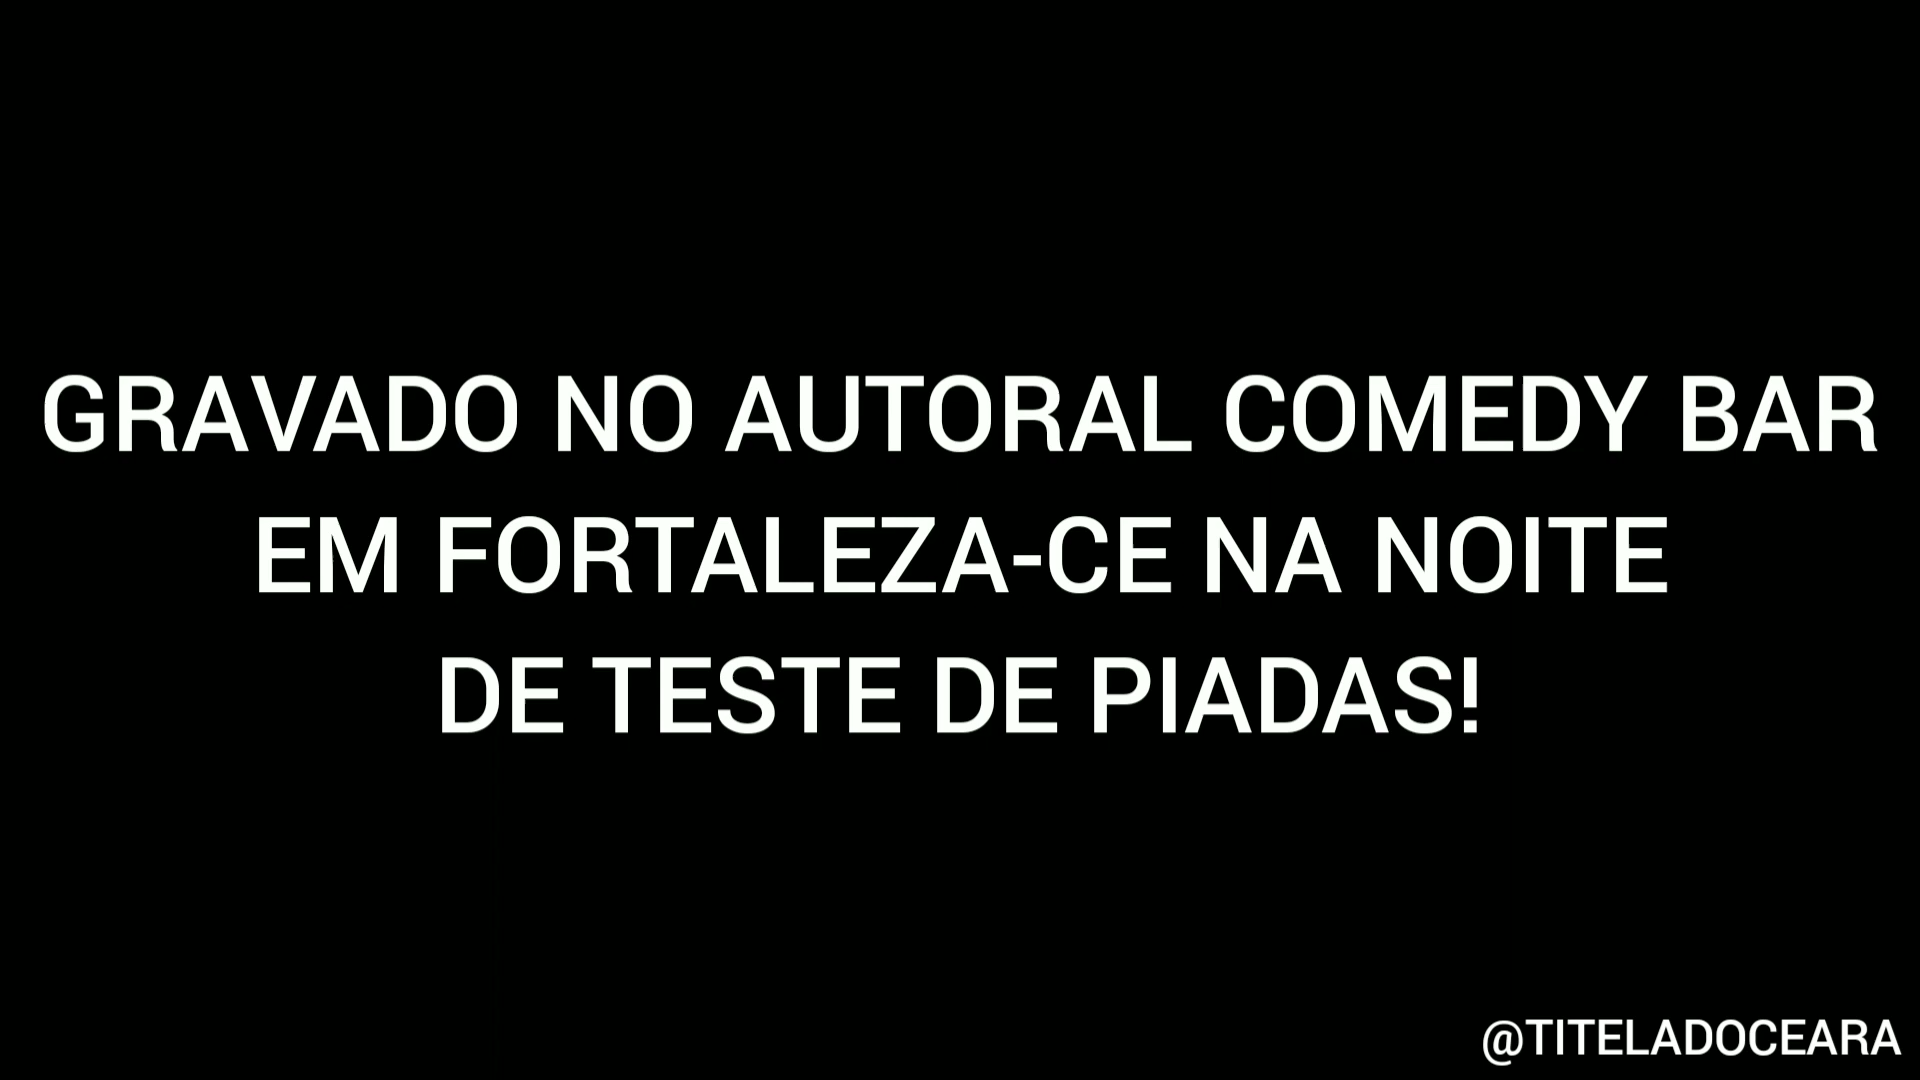 GRAVADO NO AUTORAL COMEDY BAR
EM FORTALEZA-CE NA NOITE
DE TESTE DE PIADAS!
@TITELADOCEARA